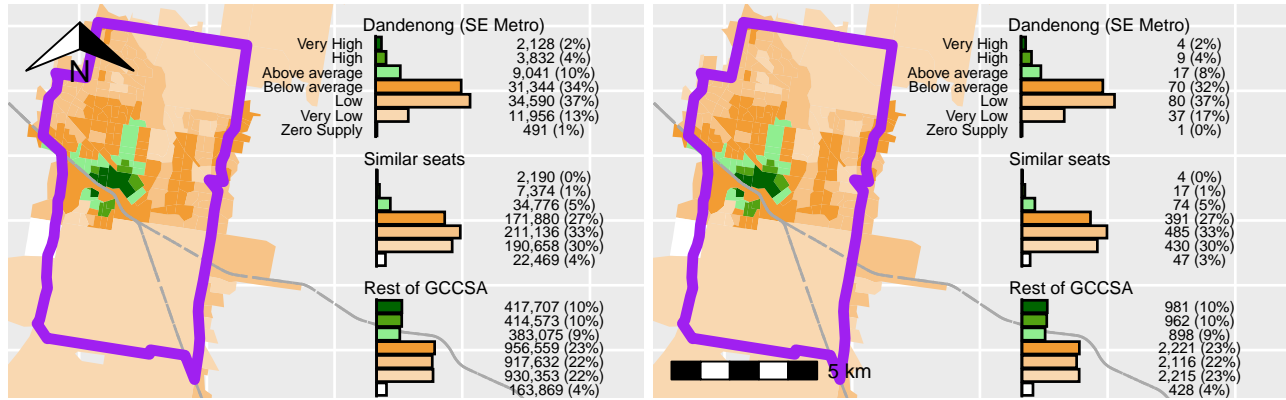 Dandenong (SE Metro)
Very High 2,128 (2%)
High 3,832 (4%)
Above average 9,041 (10%)
Below average 31,344 (34%)
Low 34,590 (37%)
Very Low 11,956 (13%)
Zero Supply 491 (1%)
Similar seats
2,190 (0%)
7,374 (1%)
34,776 (5%)
171,880 (27%)
211,136 (33%)
190,658 (30%)
22,469 (4%)
Rest of GCCSA
417,707 (10%)
414,573 (10%)
383,075 (9%)
956,559 (23%)
917,632 (22%)
930,353 (22%)
163,869 (4%)
N
Dandenong (SE Metro)
Very High 4 (2%)
High 9 (4%)
Above average 17 (8%)
Below average 70 (32%)
Low 80 (37%)
Very Low 37 (17%)
Zero Supply 1 (0%)
Similar seats
4 (0%)
17 (1%)
74 (5%)
391 (27%)
485 (33%)
430 (30%)
47 (3%)
Rest of GCCSA
981 (10%)
962 (10%)
898 (9%)
2,221 (23%)
2,116 (22%)
2,215 (23%)
428 (4%)
5 km